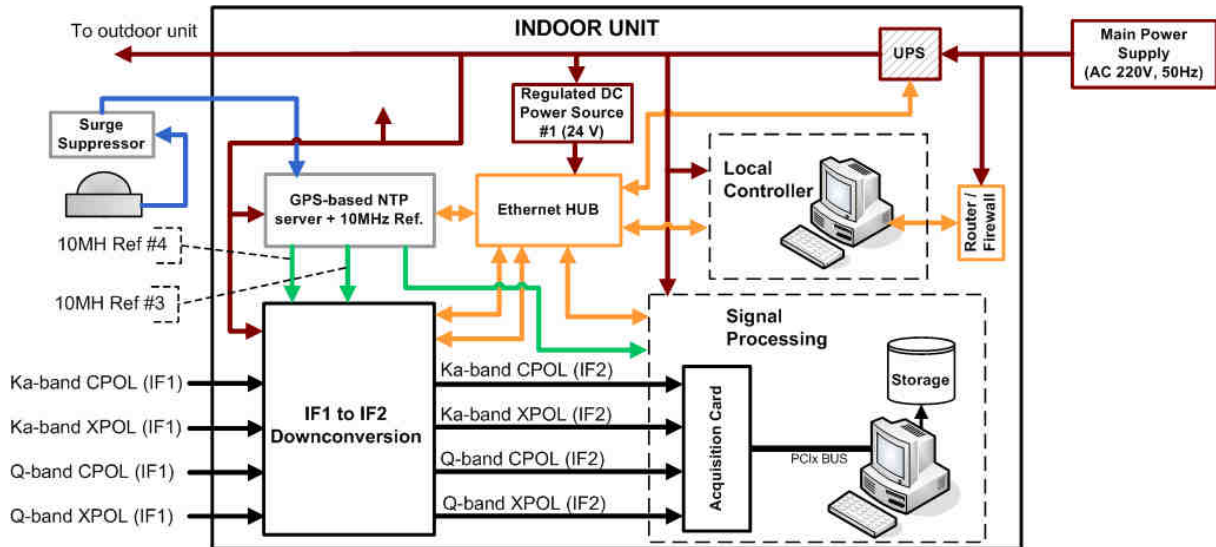 INDOOR UNIT
To outdoor unit
UPS
Main Power
Supply
(AC 220V, 50Hz)
Regulated DC
Power Source
#1 (24 V)
Surge
Suppressor
Local
Controller
GPS-based NTP
server + 10MHz Ref.
Ethernet HUB
Router /
Firewall
10MH Ref #4
10MH Ref #3
Signal
Processing
Ka-band CPOL (IF1)
Ka-band XPOL (IF1)
Q-band CPOL (IF1)
Q-band XPOL (IF1)
IF1 to IF2
Downconversion
Ka-band CPOL (IF2)
Ka-band XPOL (IF2)
Q-band CPOL (IF2)
Q-band XPOL (IF2)
Acquisition Card
PCIx BUS
Storage